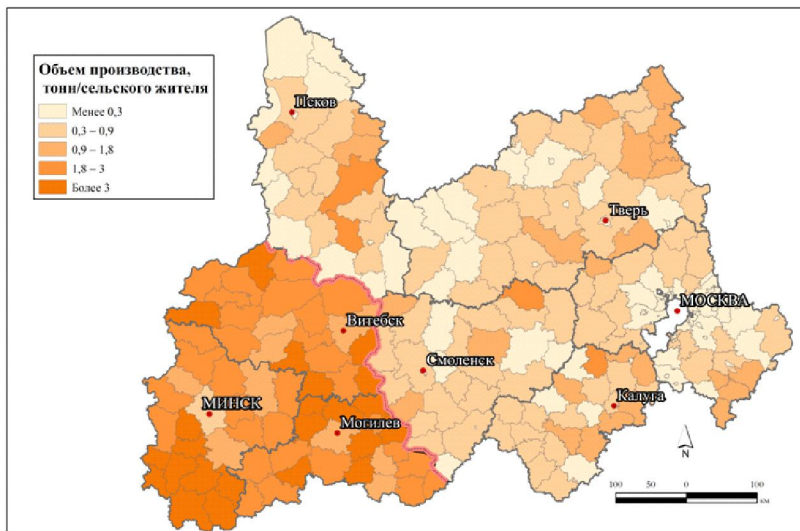 Объем производства,
тонн/сельского жителя
Менее 0,3
0,3 – 0,9
0,9 – 1,8
1,8 – 3
Более 3
Псков
Тверь
МОСКВА
Витебск
Смоленск
МИНСК
Калуга
Могилев
N
100 50 0 100
км